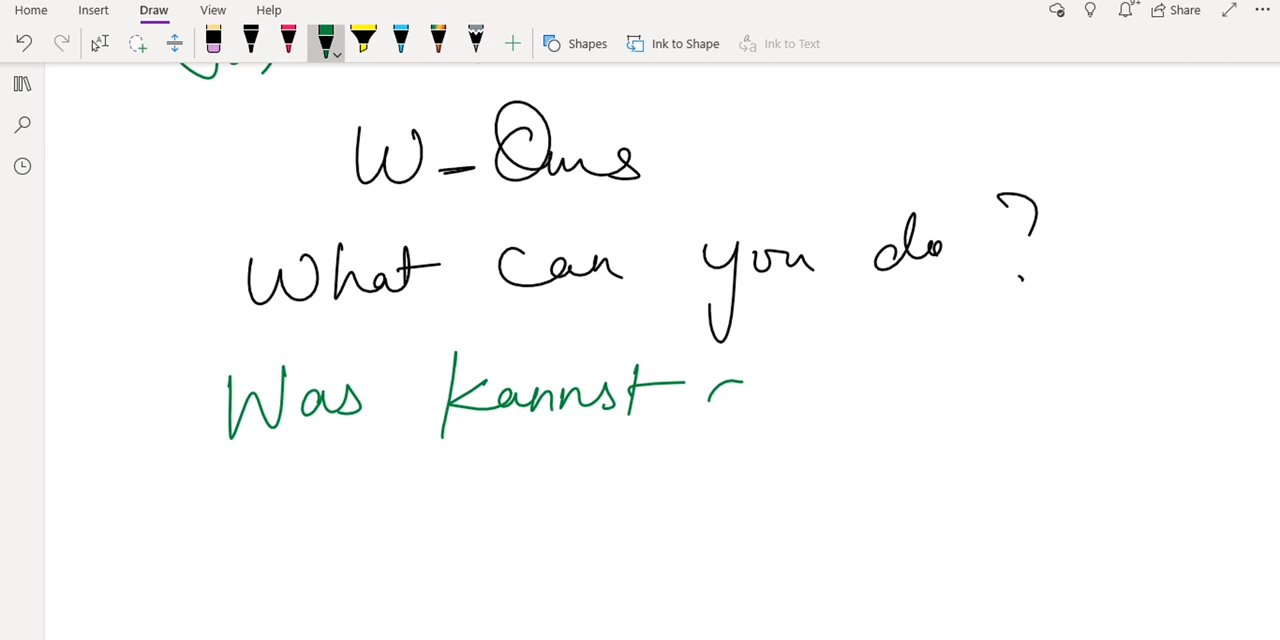 Home Insert Draw View Help Share
Shapes Ink to Shape Ink to Text
W - Qns
What can you do ?
Was kannst